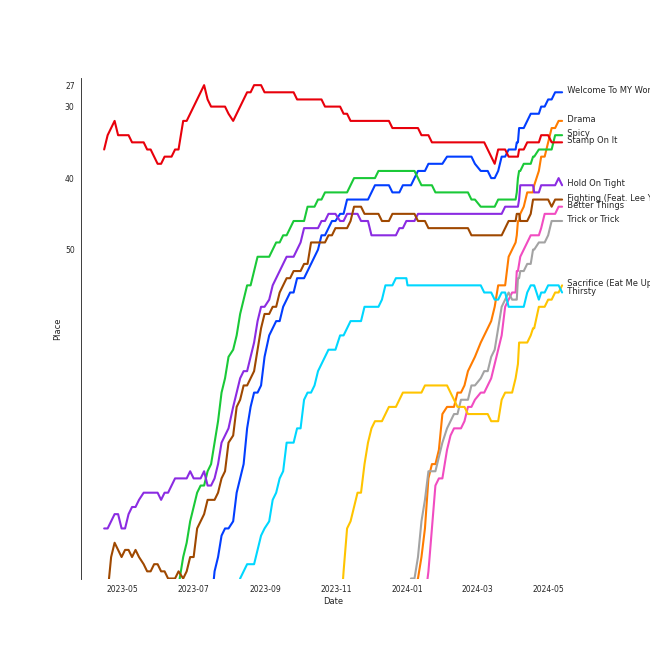 27
30
40
50
Place
Welcome To MY Wor
Drama
Spicy
Stamp On It
Hold On Tight
Fighting (Feat. Lee Y
Better Things
Trick or Trick
Sacrifice (Eat Me Up
Thirsty
2023-05
2023-07
2023-09
2023-11
2024-01
2024-03
2024-05
Date